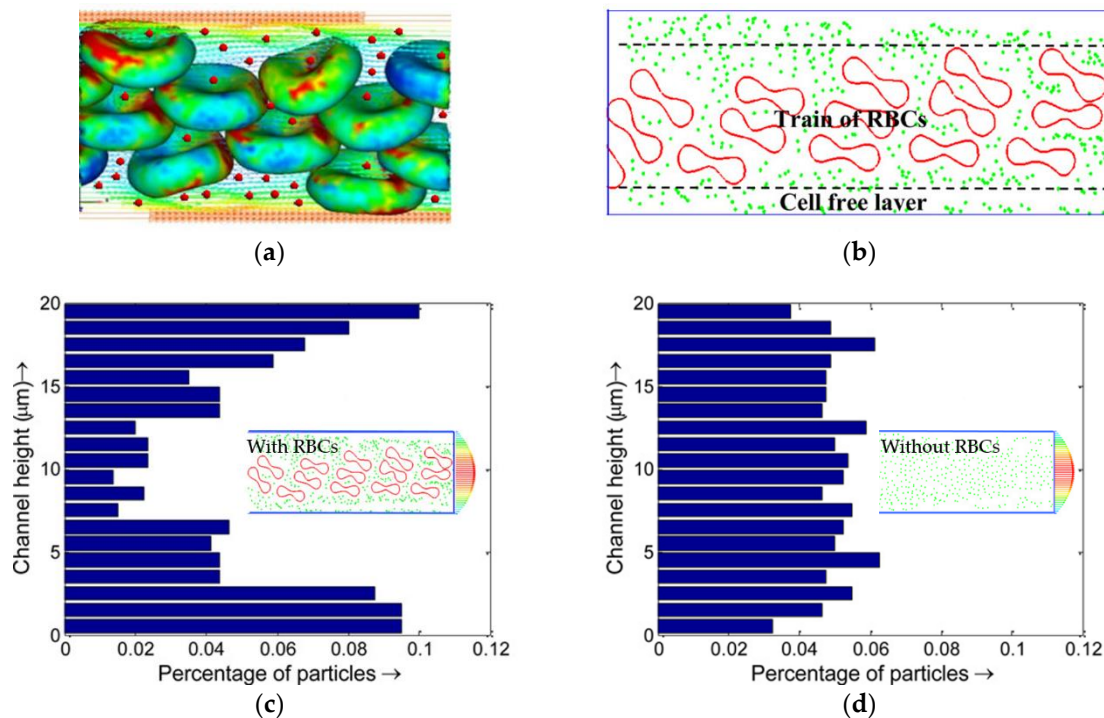 (a)
Train of RBCs
Cell free layer
(b)
20
15
10
5
0
Channel height (μm)→
With RBCs
0 0.02 0.04 0.06 0.08 0.1 0.12
Percentage of particles →
(c)
20
15
10
5
0
Channel height (μm)→
Without RBCs
0 0.02 0.04 0.06 0.08 0.1 0.12
Percentage of particles →
(d)